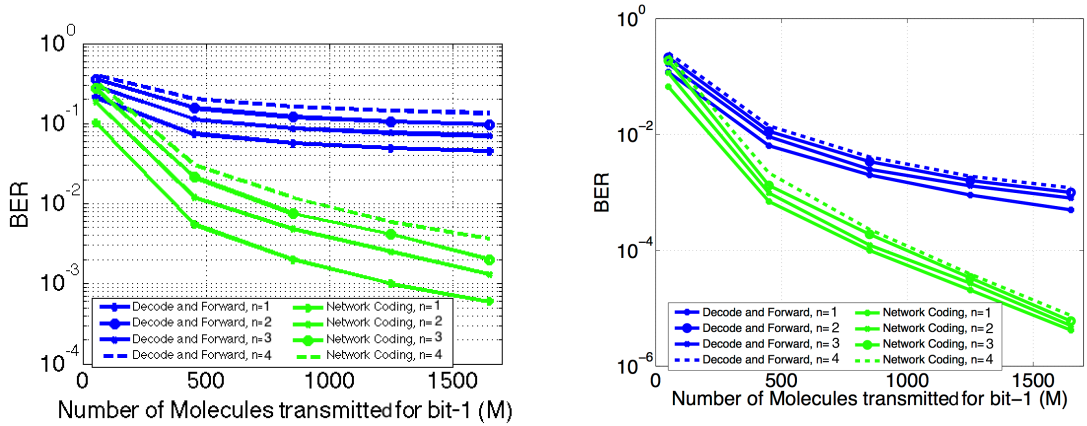 10^0
10^-1
10^-2
10^-3
10^-4
BER
0 500 1000 1500
Number of Molecules transmitted for bit-1 (M)
Decode and Forward, n=1
Decode and Forward, n=2
Decode and Forward, n=3
Decode and Forward, n=4
Network Coding, n=1
Network Coding, n=2
Network Coding, n=3
Network Coding, n=4
10^0
10^-2
10^-4
10^-6
BER
0 500 1000 1500
Number of Molecules transmitted for bit–1 (M)
Decode and Forward, n=1
Decode and Forward, n=2
Decode and Forward, n= 3
Decode and Forward, n= 4
Network Coding, n=1
Network Coding, n=2
Network Coding, n= 3
Network Coding, n= 4